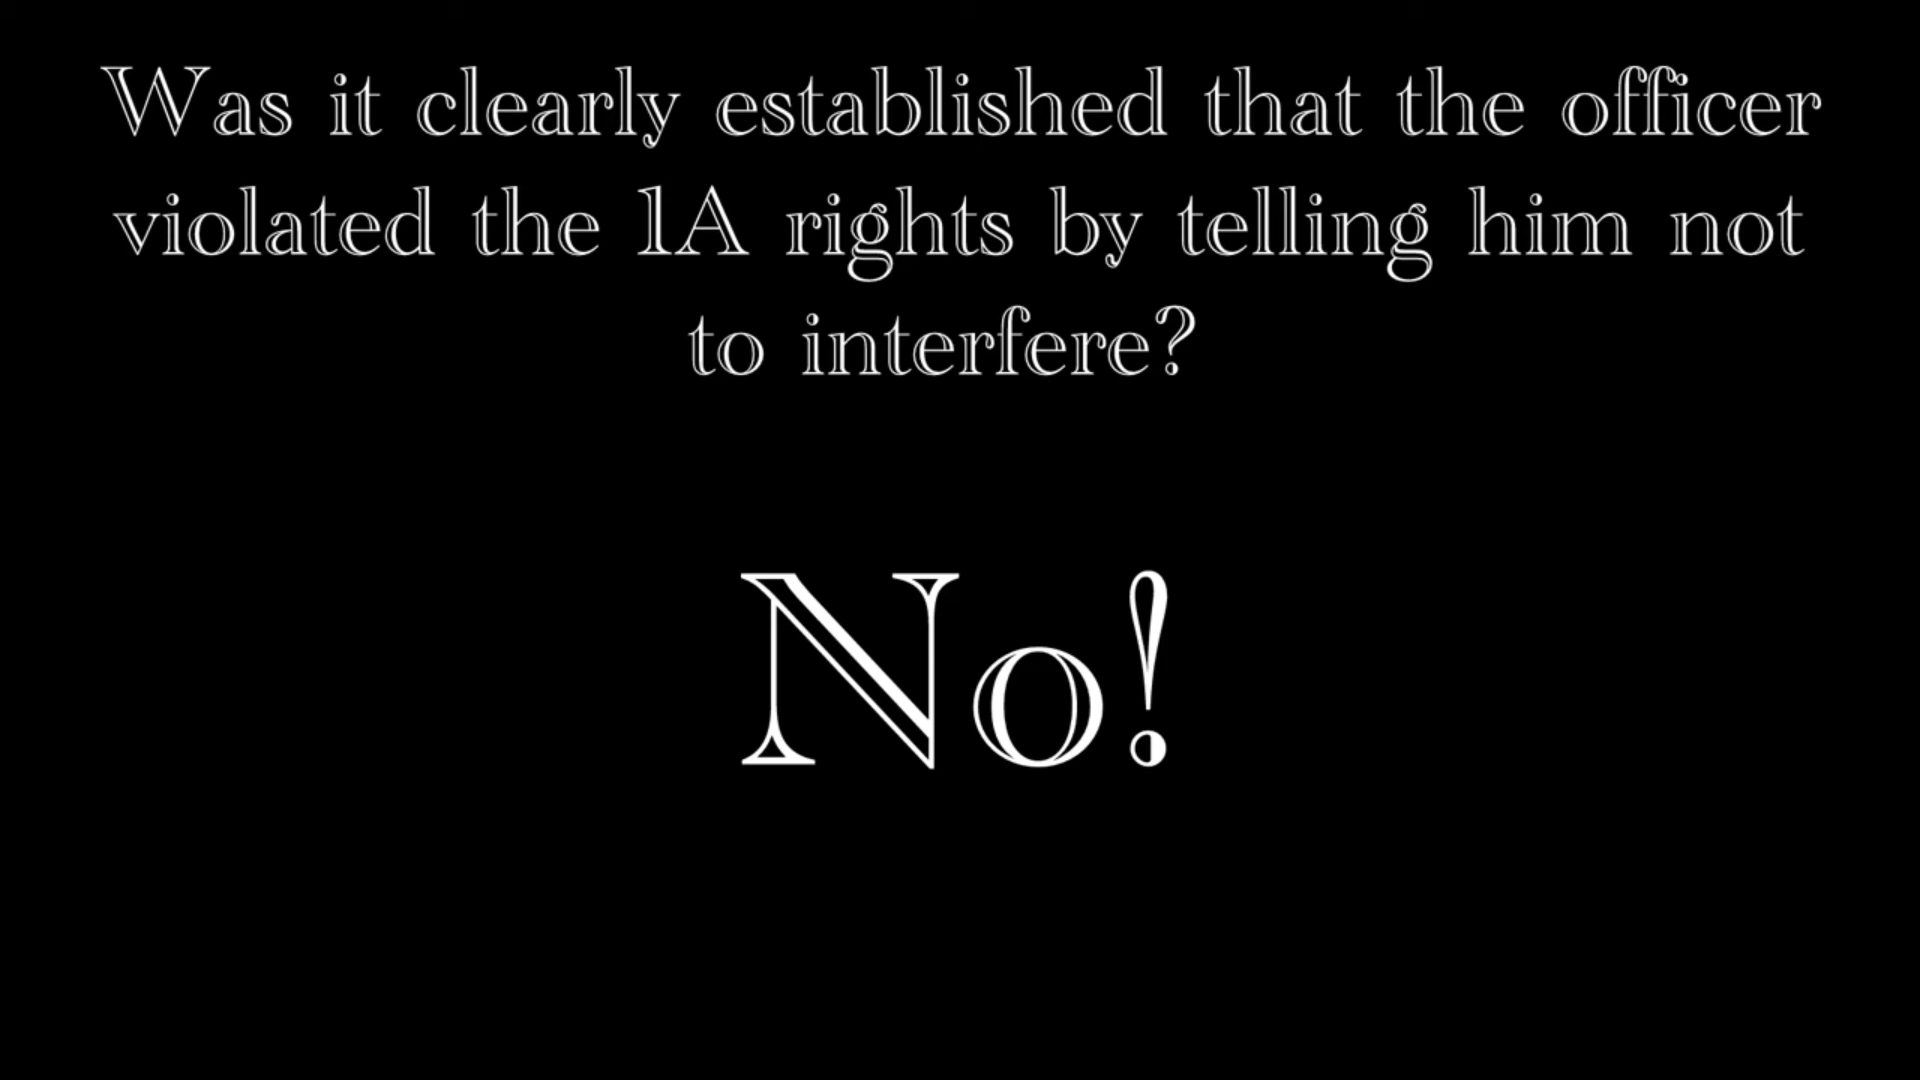 Was it clearly established that the officer
violated the 1A rights by telling him not
to interfere?
No!